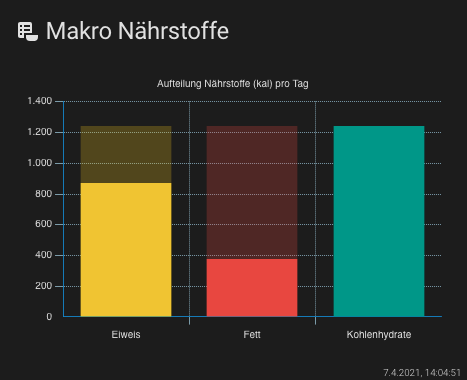 Makro Nährstoffe
Aufteilung Nährstoffe (kal) pro Tag
1.400
1.200
1.000
800
600
400
200
0
Eiweis
Fett
Kohlenhydrate
7.4.2021, 14:04:51